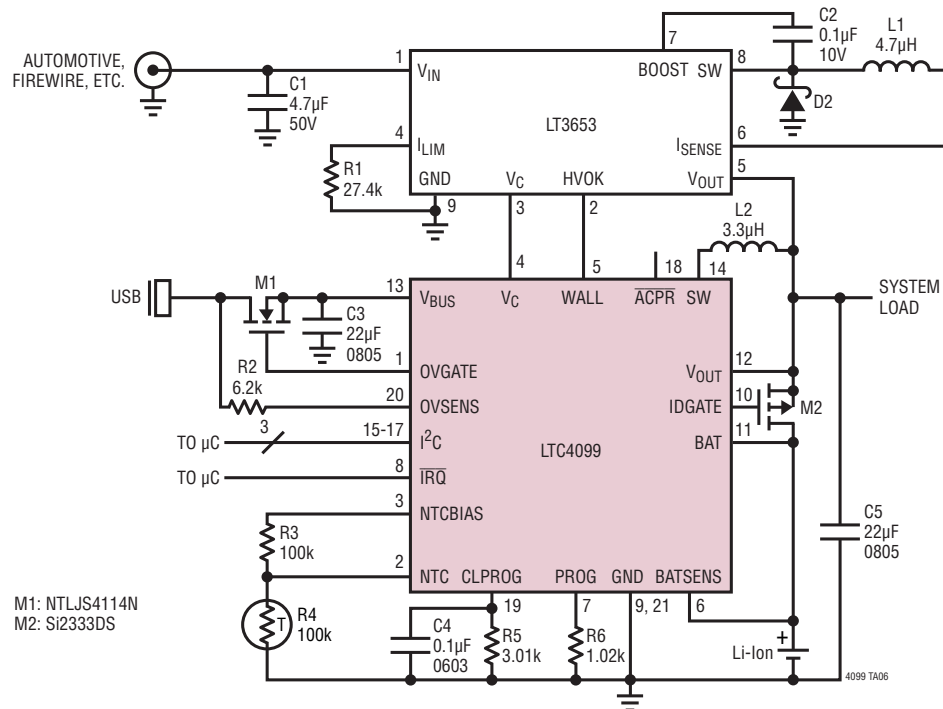 AUTOMOTIVE,
FIREWIRE, ETC.
C1
4.7µF
50V
1
VIN
7
BOOST
SW
8
C2
0.1µF
10V
L1
4.7µH
D2
LT3653
4
ILIM
R1
27.4k
GND
9
VC
3
HVOK
2
ISENSE
6
VOUT
5
L2
3.3µH
USB
M1
13
VBUS
4
VC
5
WALL
18
ACPR
14
SW
C3
22µF
0805
SYSTEM
LOAD
1
OVGATE
R2
6.2k
20
OVSENS
VOUT
12
IDGATE
10
M2
BAT
11
TO µC
3
15-17
I2C
LTC4099
TO µC
8
IRQ
3
NTCBIAS
R3
100k
2
NTC
CLPROG
19
PROG
7
GND
9, 21
BATSENS
6
C5
22µF
0805
M1: NTLJS4114N
M2: Si2333DS
T
R4
100k
C4
0.1µF
0603
R5
3.01k
R6
1.02k
+
Li-Ion
4099 TA06